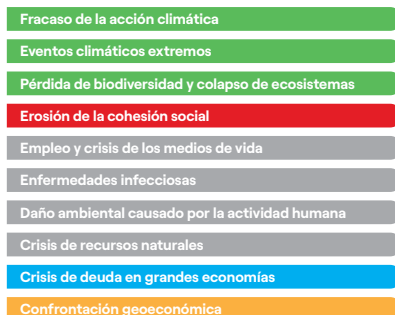 Fracaso de la acción climática
Eventos climáticos extremos
Pérdida de biodiversidad y colapso de ecosistemas
Erosión de la cohesión social
Empleo y crisis de los medios de vida
Enfermedades infecciosas
Daño ambiental causado por la actividad humana
Crisis de recursos naturales
Crisis de deuda en grandes economías
Confrontación geoeconómica